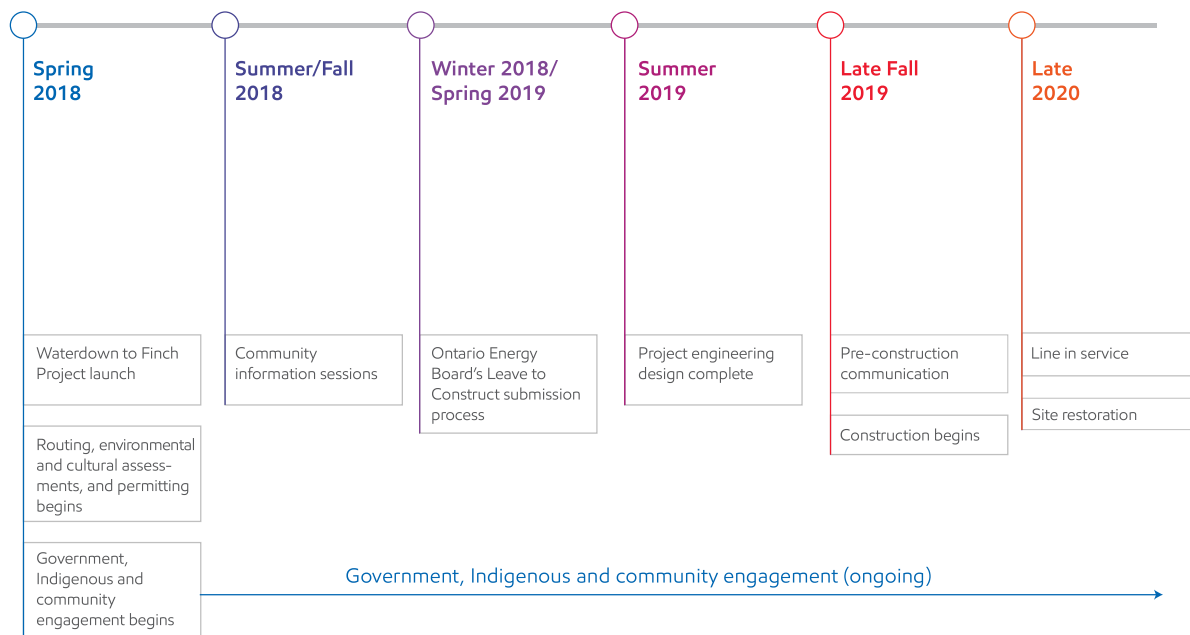 Spring
2018
Summer/Fall
2018
Winter 2018/
Spring 2019
Summer
2019
Late Fall
2019
Late
2020
Waterdown to Finch
Project launch
Routing, environmental
and cultural assess-
ments, and permitting
begins
Government,
Indigenous and
community
engagement begins
Community
information sessions
Ontario Energy
Board’s Leave to
Construct submission
process
Project engineering
design complete
Pre-construction
communication
Construction begins
Line in service
Site restoration
Government, Indigenous and community engagement (ongoing)